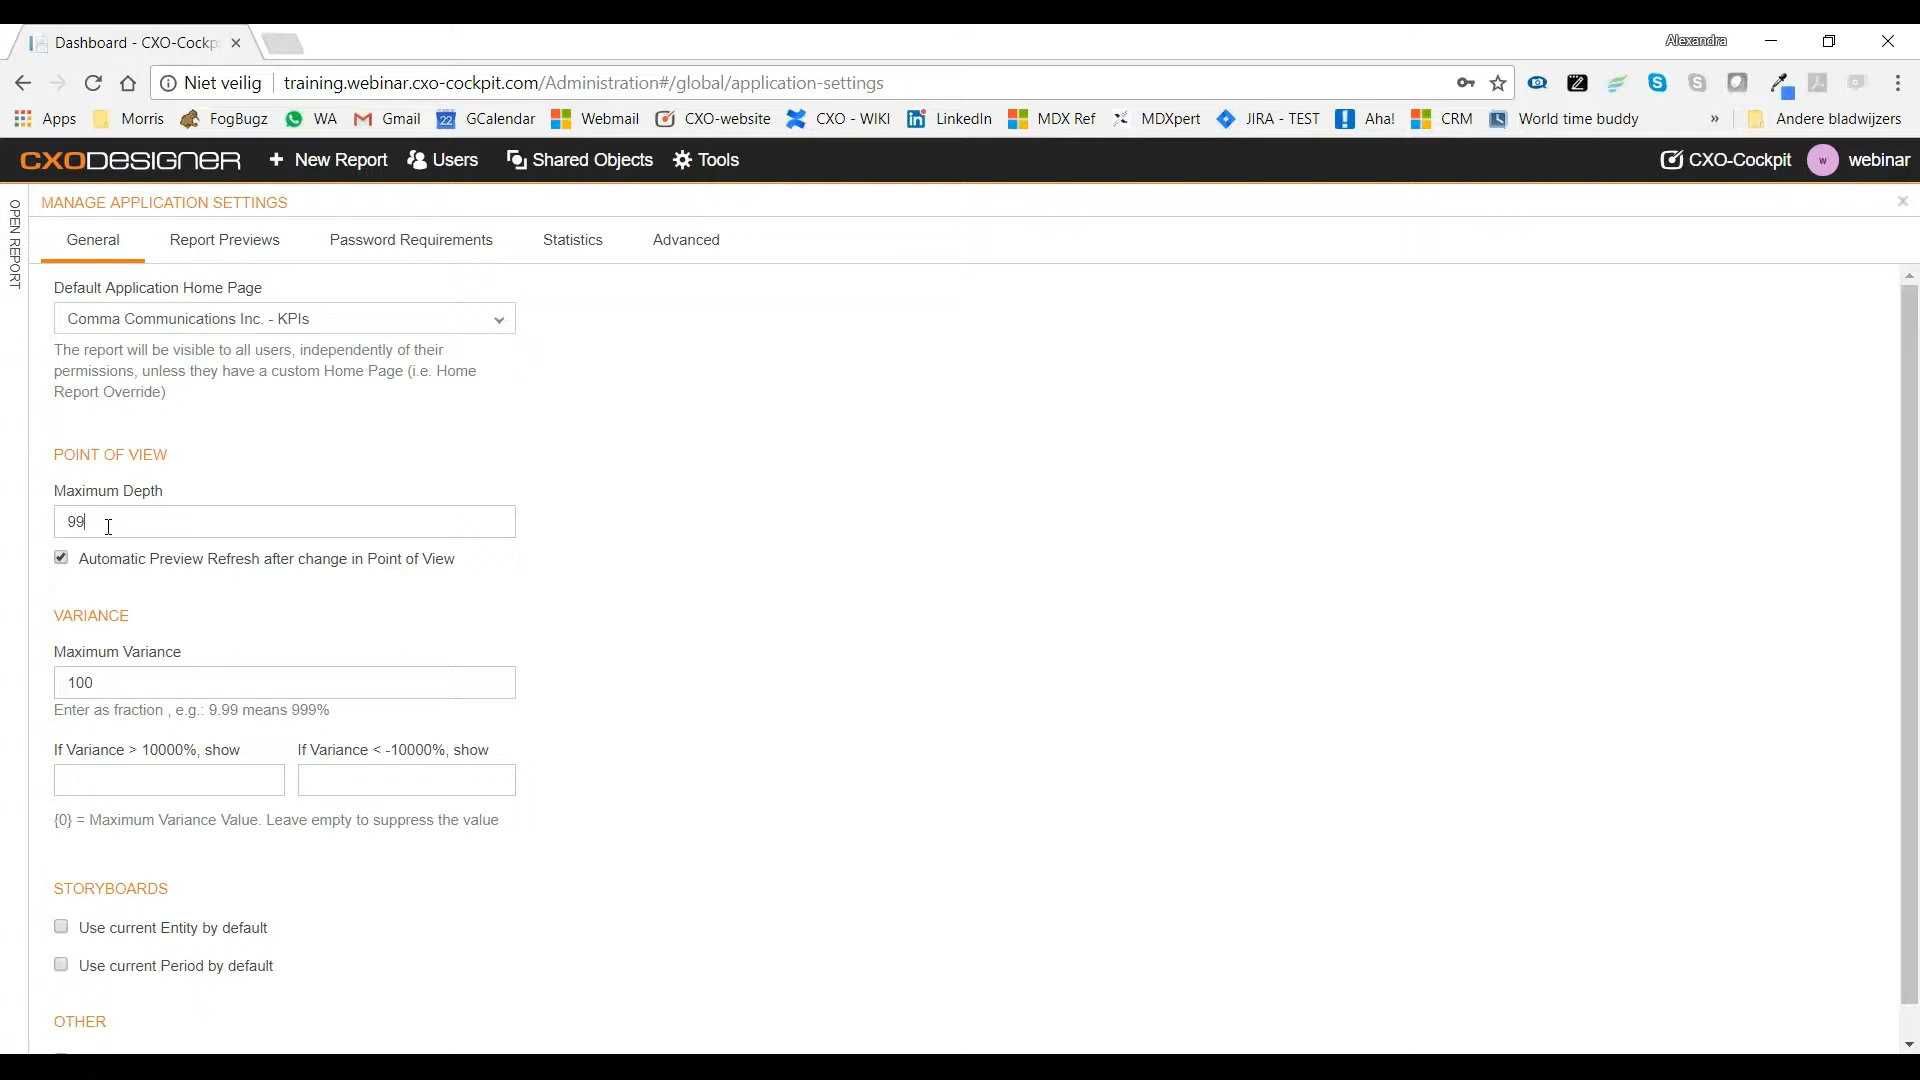 Dashboard - CXO-Cockp
Alexandra
Niet veilig
training.webinar.cxo-cockpit.com/Administration#/global/application-settings
Apps Morris FogBugz WA Gmail 22 GCalendar Webmail CXO-website CXO - WIKI LinkedIn MDX Ref MDXpert JIRA - TEST Aha! CRM World time buddy » Andere bladwijzers
CXODESIGNER + New Report Users Shared Objects Tools CXO-Cockpit w webinar
OPEN REPORT
MANAGE APPLICATION SETTINGS
General Report Previews Password Requirements Statistics Advanced
Default Application Home Page
Comma Communications Inc. - KPIs
The report will be visible to all users, independently of their
permissions, unless they have a custom Home Page (i.e. Home
Report Override)
POINT OF VIEW
Maximum Depth
99
Automatic Preview Refresh after change in Point of View
VARIANCE
Maximum Variance
100
Enter as fraction , e.g.: 9.99 means 999%
If Variance > 10000%, show If Variance < -10000%, show
{0} = Maximum Variance Value. Leave empty to suppress the value
STORYBOARDS
Use current Entity by default
Use current Period by default
OTHER